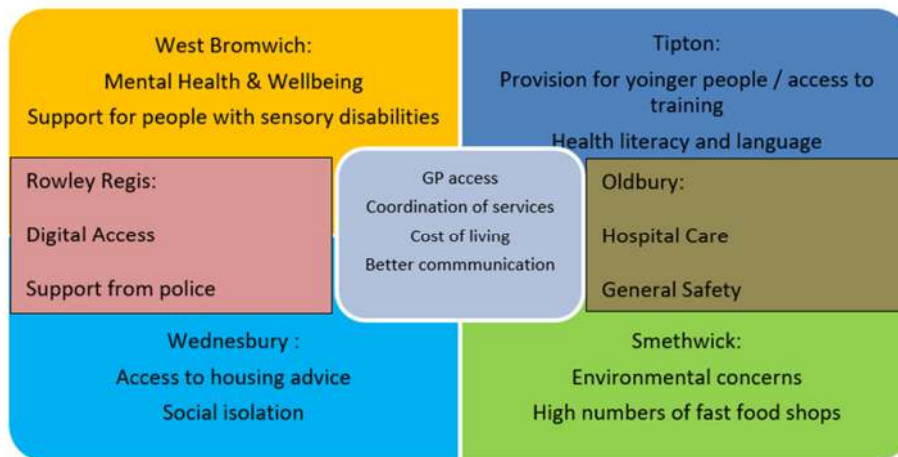 West Bromwich:
Mental Health & Wellbeing
Support for people with sensory disabilities
Tipton:
Provision for yoinger people / access to
training
Health literacy and language
Rowley Regis:
Digital Access
Support from police
GP access
Coordination of services
Cost of living
Better commmunication
Oldbury:
Hospital Care
General Safety
Wednesbury :
Access to housing advice
Social isolation
Smethwick:
Environmental concerns
High numbers of fast food shops